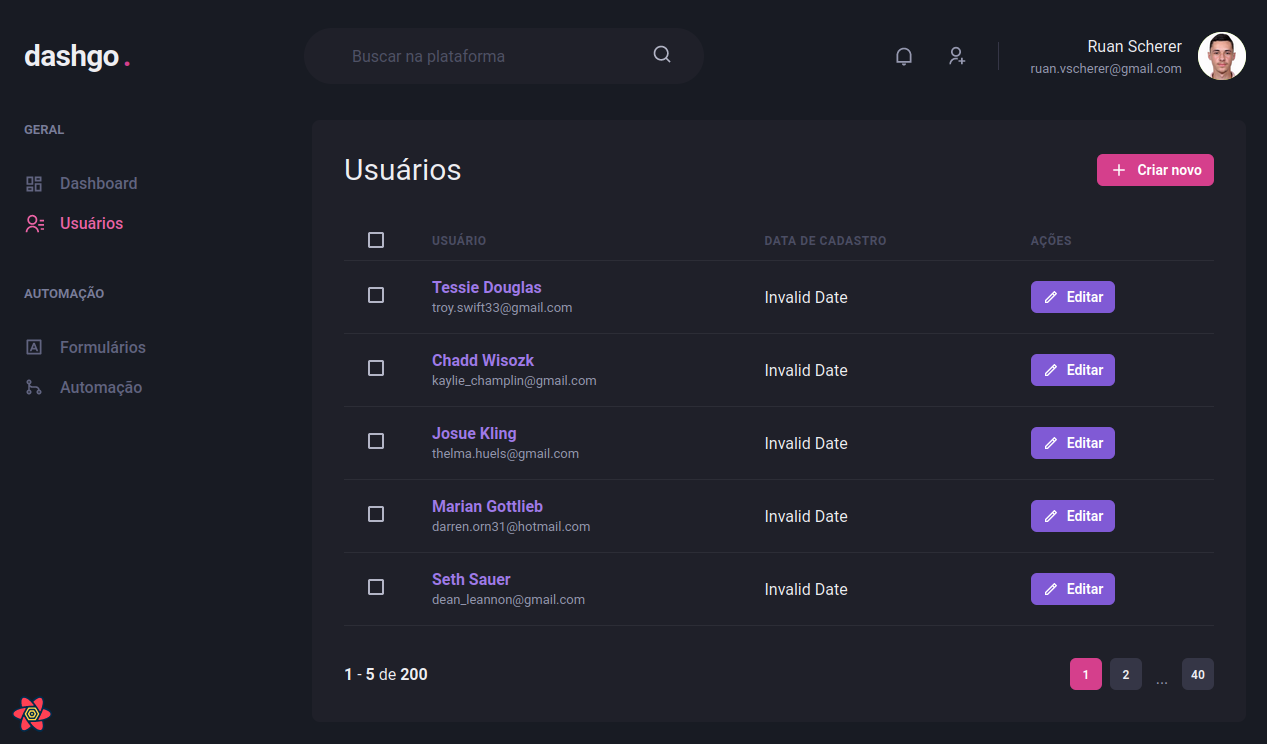 dashgo.
Buscar na plataforma
Ruan Scherer
ruan.vscherer@gmail.com
GERAL
Dashboard
Usuários
AUTOMAÇÃO
Formulários
Automação
Usuários
Criar novo
USUÁRIO DATA DE CADASTRO AÇÕES
Tessie Douglas
troy.swift33@gmail.com
Invalid Date
Editar
Chadd Wisozk
kaylie_champlin@gmail.com
Invalid Date
Editar
Josue Kling
thelma.huels@gmail.com
Invalid Date
Editar
Marian Gottlieb
darren.orn31@hotmail.com
Invalid Date
Editar
Seth Sauer
dean_leannon@gmail.com
Invalid Date
Editar
1 - 5 de 200
1 2 ... 40